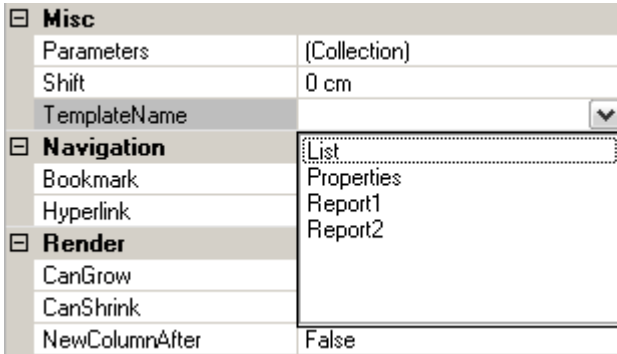 Misc
Parameters (Collection)
Shift 0 cm
TemplateName
Navigation List
Bookmark Properties
Hyperlink Report1
Render Report2
CanGrow
CanShrink
NewColumnAfter False